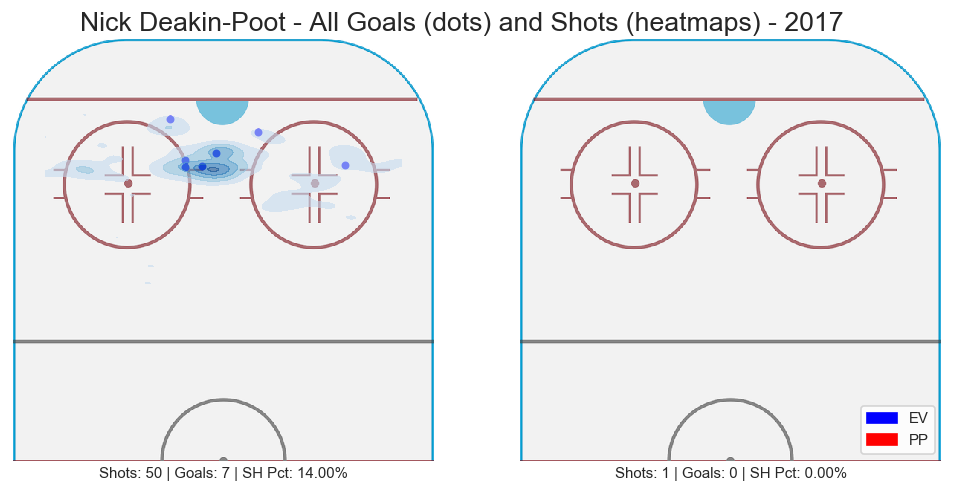 Nick Deakin-Poot - All Goals (dots) and Shots (heatmaps) - 2017
EV
PP
Shots: 50 | Goals: 7 | SH Pct: 14.00%
Shots: 1 | Goals: 0 | SH Pct: 0.00%